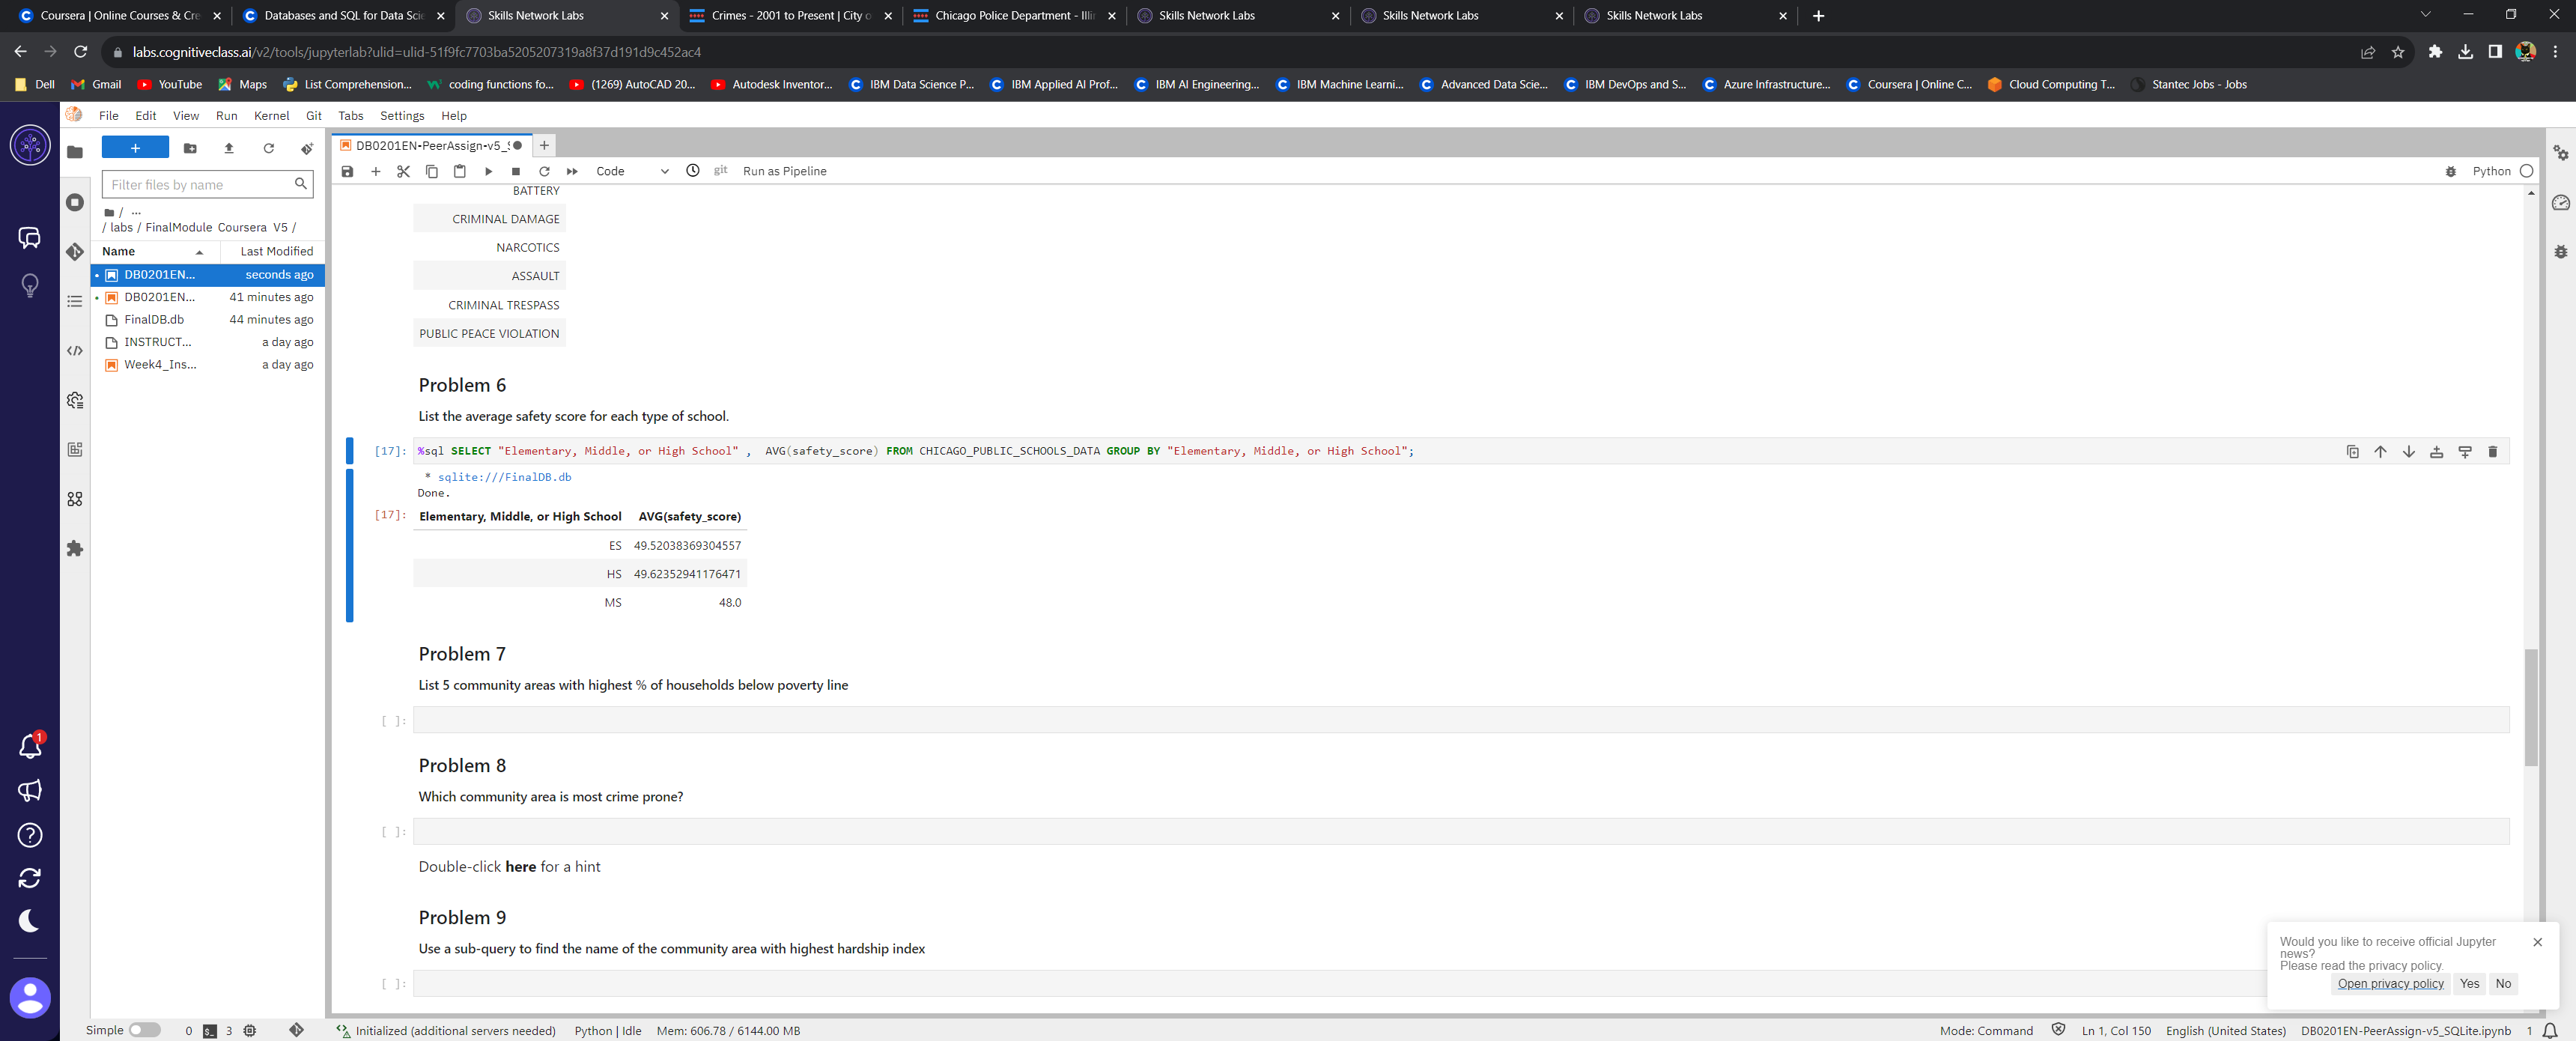 Coursera | Online Courses & Cre
Databases and SQL for Data Scie
Skills Network Labs
Crimes - 2001 to Present | City o
Chicago Police Department - Illin
Skills Network Labs
Skills Network Labs
Skills Network Labs
labs.cognitiveclass.ai/v2/tools/jupyterlab?ulid=ulid-51f9fc7703ba5205207319a8f37d191d9c452ac4
Dell Gmail YouTube Maps List Comprehension... coding functions fo... (1269) AutoCAD 20... Autodesk Inventor... IBM Data Science P... IBM Applied AI Prof... IBM AI Engineering... IBM Machine Learni... Advanced Data Scie... IBM DevOps and S... Azure Infrastructure... Coursera | Online C... Cloud Computing T... Stantec Jobs - Jobs
File Edit View Run Kernel Git Tabs Settings Help
Filter files by name
/ ...
/ labs / FinalModule_Coursera_V5 /
Name Last Modified
DB0201EN... seconds ago
DB0201EN... 41 minutes ago
FinalDB.db 44 minutes ago
INSTRUCT... a day ago
Week4_Ins... a day ago
DB0201EN-PeerAssign-v5_S
Code git Run as Pipeline Python
BATTERY
CRIMINAL DAMAGE
NARCOTICS
ASSAULT
CRIMINAL TRESPASS
PUBLIC PEACE VIOLATION
Problem 6
List the average safety score for each type of school.
[17]: %sql SELECT "Elementary, Middle, or High School" ,  AVG(safety_score) FROM CHICAGO_PUBLIC_SCHOOLS_DATA GROUP BY "Elementary, Middle, or High School";
* sqlite:///FinalDB.db
Done.
[17]: Elementary, Middle, or High School AVG(safety_score)
ES 49.52038369304557
HS 49.62352941176471
MS 48.0
Problem 7
List 5 community areas with highest % of households below poverty line
[ ]:
Problem 8
Which community area is most crime prone?
[ ]:
Double-click here for a hint
Problem 9
Use a sub-query to find the name of the community area with highest hardship index
[ ]:
1
Would you like to receive official Jupyter
news?
Please read the privacy policy.
Open privacy policy Yes No
Simple 0 $_ 3 Initialized (additional servers needed) Python | Idle Mem: 606.78 / 6144.00 MB Mode: Command Ln 1, Col 150 English (United States) DB0201EN-PeerAssign-v5_SQLite.ipynb 1